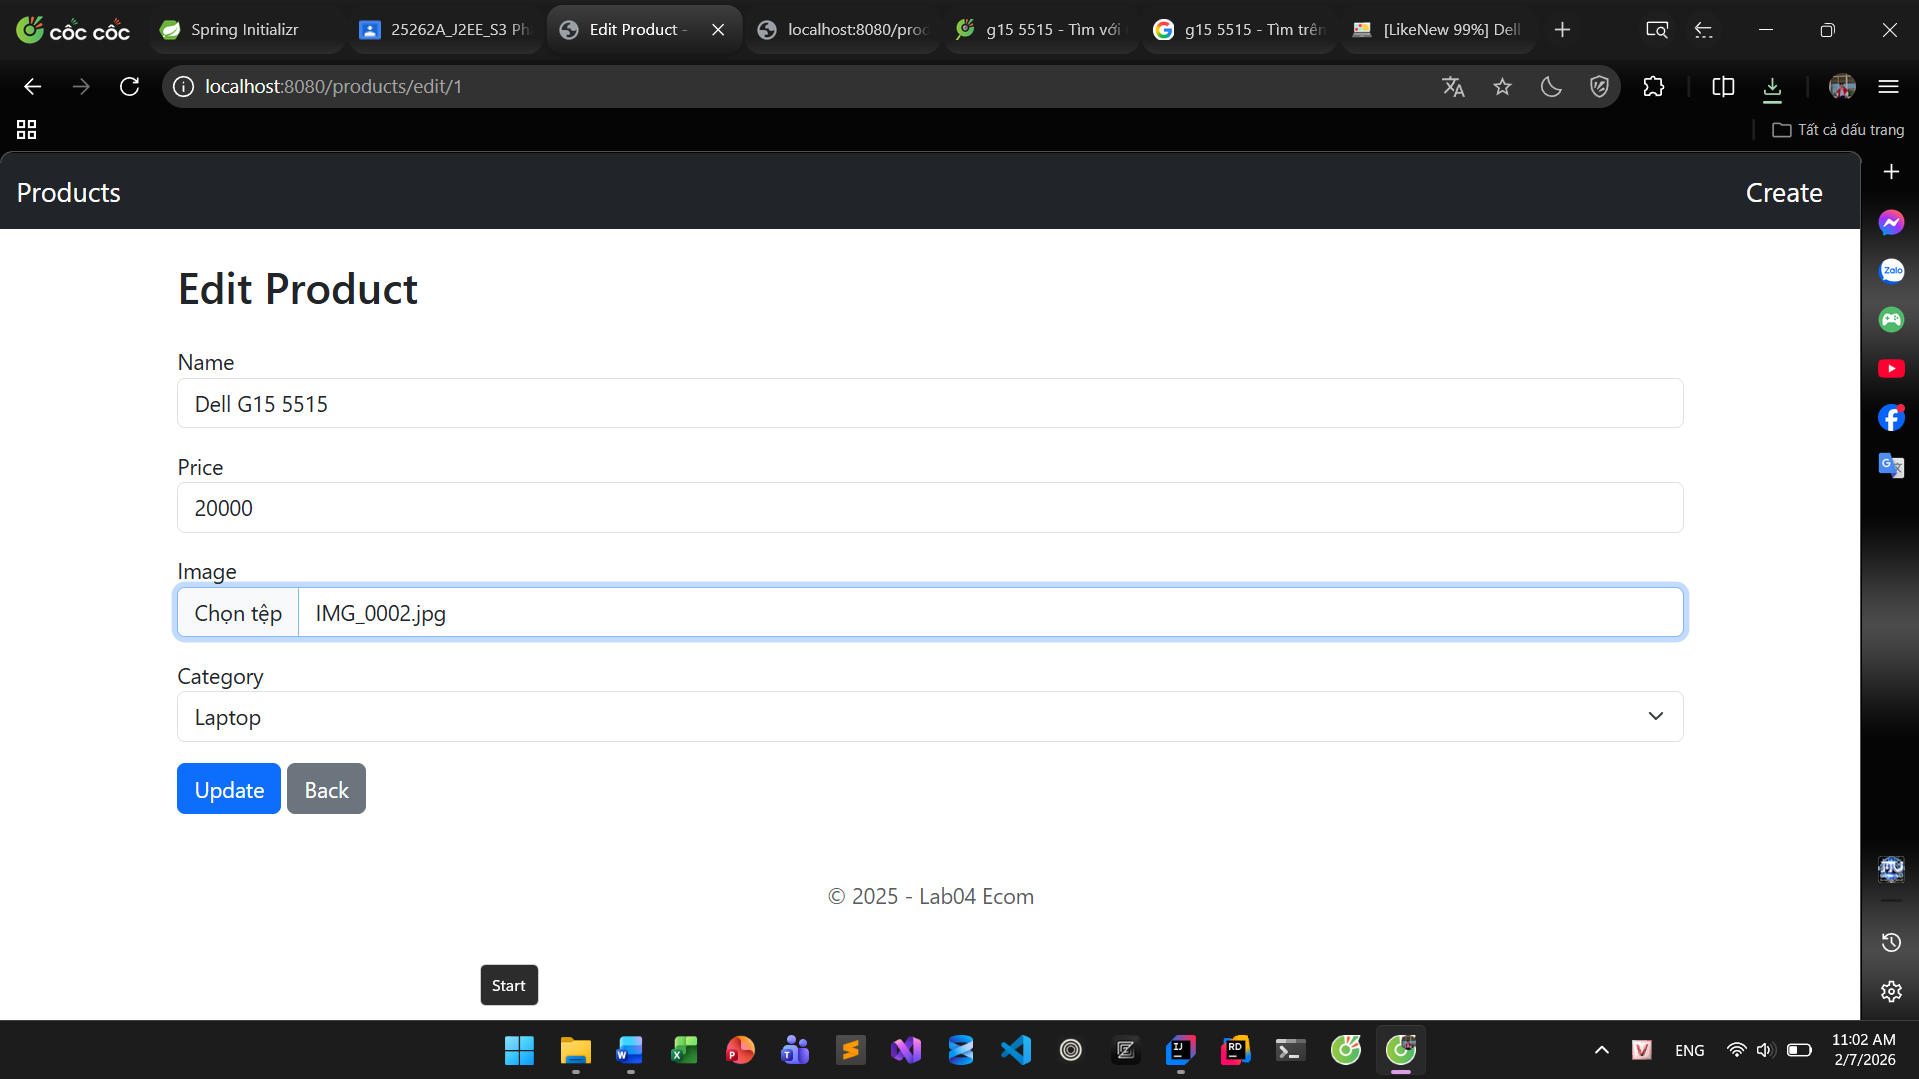 cốc cốc
Spring Initializr
25262A_J2EE_S3 Ph
Edit Product -
localhost:8080/prod
g15 5515 - Tìm với
g15 5515 - Tìm trên
[LikeNew 99%] Dell
localhost:8080/products/edit/1
Tất cả dấu trang
Products
Create
Edit Product
Name
Dell G15 5515
Price
20000
Image
Chọn tệp
IMG_0002.jpg
Category
Laptop
Update
Back
© 2025 - Lab04 Ecom
Start
Zalo
ENG
11:02 AM
2/7/2026